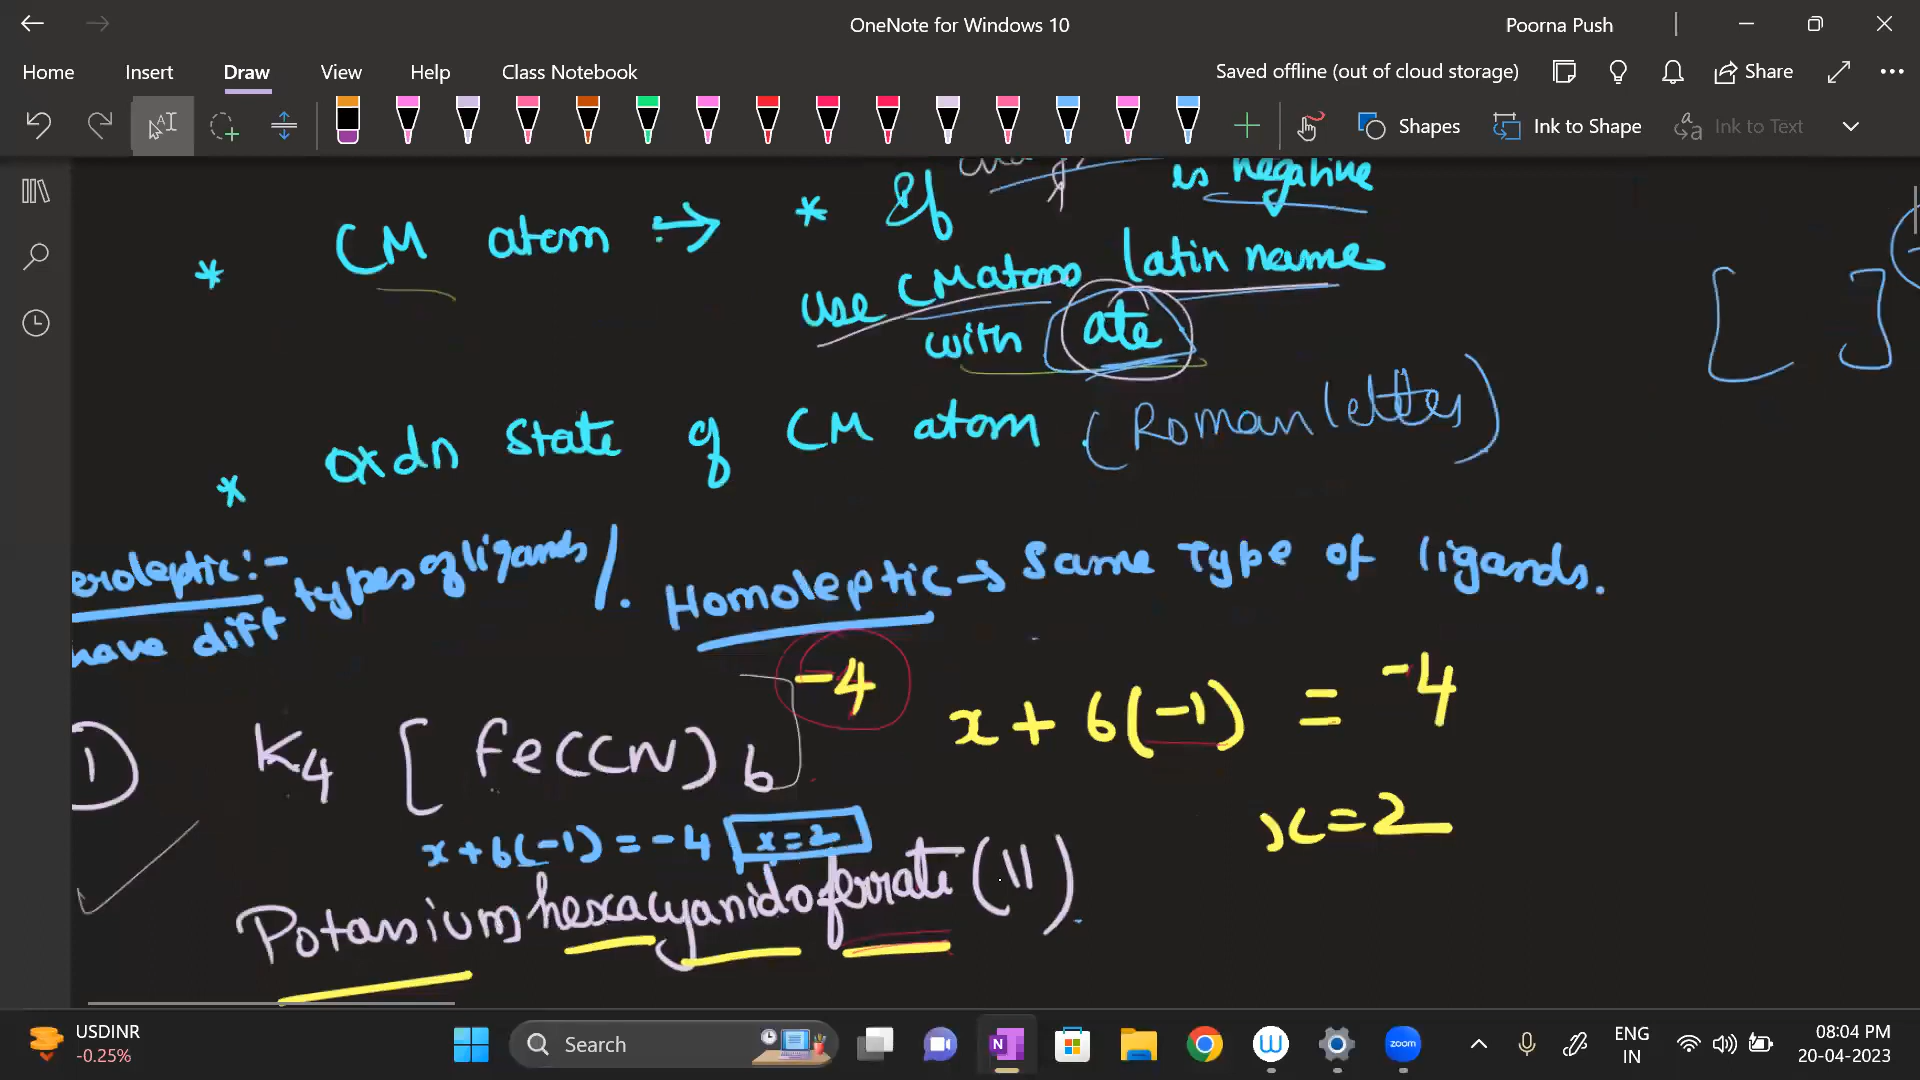 OneNote for Windows 10
Poorna Push
Home Insert Draw View Help Class Notebook
Saved offline (out of cloud storage)
Share
Shapes
Ink to Shape
Ink to Text
is negative
* CM atom → * If
use CM atoms latin name
with ate
[ ]
* oxdn state of CM atom (Roman letter)
eroleptic:- types of ligands /.
have diff
Homoleptic → Same Type of ligands.
1) K4 [Fe(CN)6]-4
x + 6(-1) = -4
x = 2
x+6(-1) = -4 x=2
Potassium hexacyanidoferrate (II).
USDINR
-0.25%
Search
zoom
ENG
IN
08:04 PM
20-04-2023